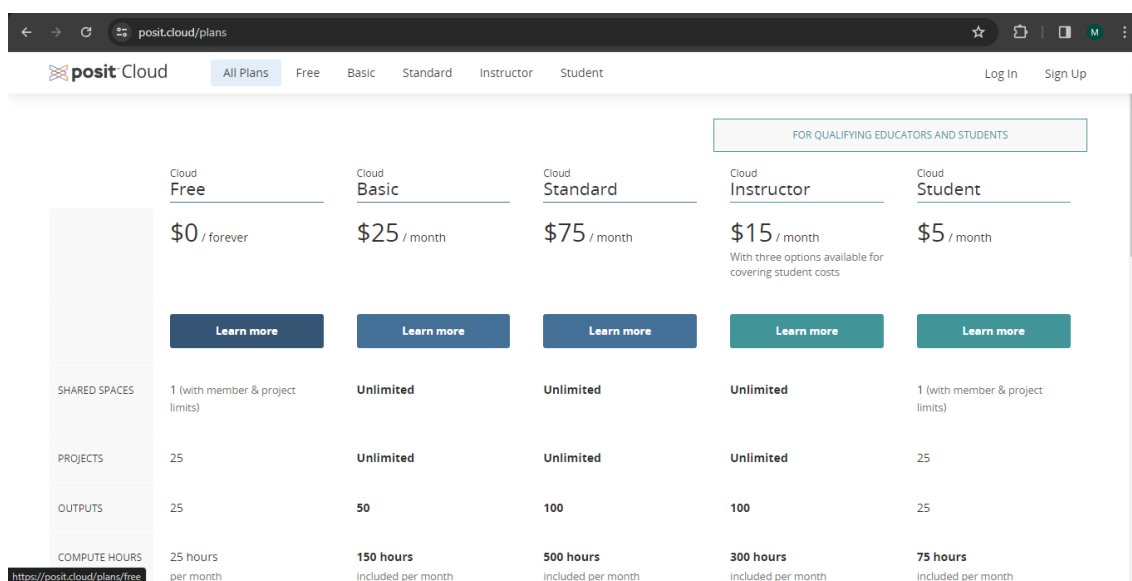 posit.cloud/plans
M
posit Cloud
All Plans Free Basic Standard Instructor Student Log In Sign Up
FOR QUALIFYING EDUCATORS AND STUDENTS
Cloud Cloud Cloud Cloud Cloud
Free Basic Standard Instructor Student
$0 / forever $25 / month $75 / month $15 / month $5 / month
With three options available for
covering student costs
Learn more Learn more Learn more Learn more Learn more
SHARED SPACES 1 (with member & project Unlimited Unlimited Unlimited 1 (with member & project
limits) limits)
PROJECTS 25 Unlimited Unlimited Unlimited 25
OUTPUTS 25 50 100 100 25
COMPUTE HOURS 25 hours 150 hours 500 hours 300 hours 75 hours
per month included per month included per month included per month included per month
https://posit.cloud/plans/free